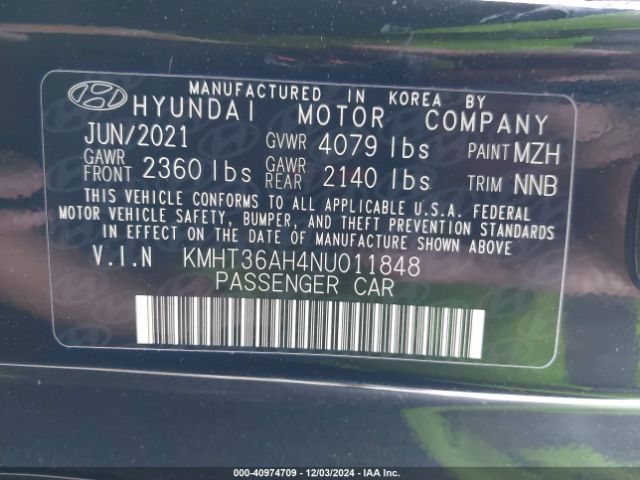 MANUFACTURED IN KOREA BY
HYUNDAI MOTOR COMPANY
JUN/2021 GVWR 4079 lbs PAINT MZH
GAWR FRONT 2360 lbs GAWR REAR 2140 lbs TRIM NNB
THIS VEHICLE CONFORMS TO ALL APPLICABLE U.S.A. FEDERAL
MOTOR VEHICLE SAFETY, BUMPER, AND THEFT PREVENTION STANDARDS
IN EFFECT ON THE DATE OF MANUFACTURE SHOWN ABOVE
V.I.N KMHT36AH4NU011848
PASSENGER CAR
000-40974709 - 12/03/2024 - IAA Inc.